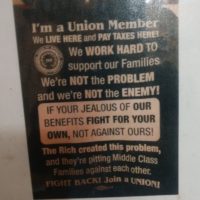 I'm a Union Member
We LIVE HERE and PAY TAXES HERE!
We WORK HARD to
support our Families
We're NOT the PROBLEM
and we're NOT the ENEMY!
IF YOUR JEALOUS OF OUR
BENEFITS FIGHT FOR YOUR
OWN, NOT AGAINST OURS!
The Rich created this problem,
and they're pitting Middle Class
Families against each other.
FIGHT BACK! Join a UNION!